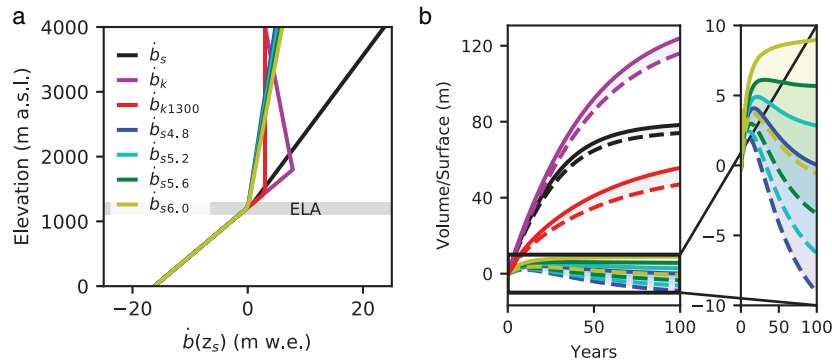 a
4000
3000
2000
1000
0
Elevation (m a.s.l.)
ḃs
ḃk
ḃk1300
ḃs4.8
ḃs5.2
ḃs5.6
ḃs6.0
ELA
−20
0
20
ḃ(zs) (m w.e.)
b
120
80
40
0
Volume/Surface (m)
0
50
100
Years
10
5
0
−5
−10
0
50
100